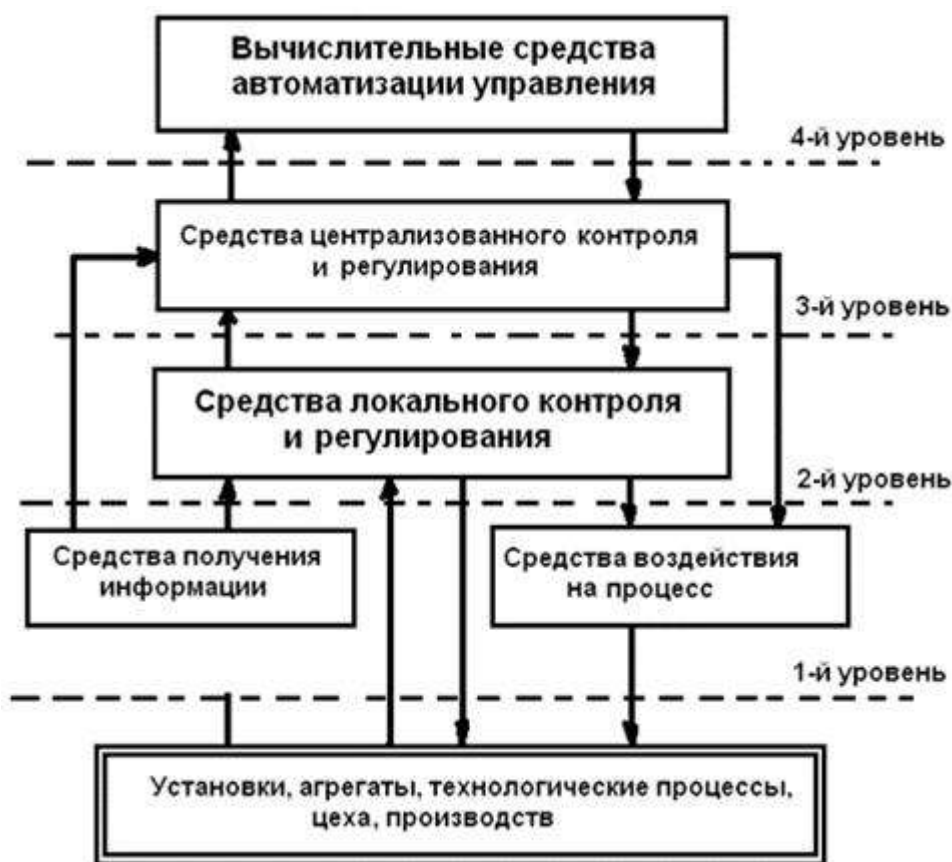 Вычислительные средства
автоматизации управления
4-й уровень
Средства централизованного контроля
и регулирования
3-й уровень
Средства локального контроля
и регулирования
2-й уровень
Средства получения
информации
Средства воздействия
на процесс
1-й уровень
Установки, агрегаты, технологические процессы,
цеха, производств